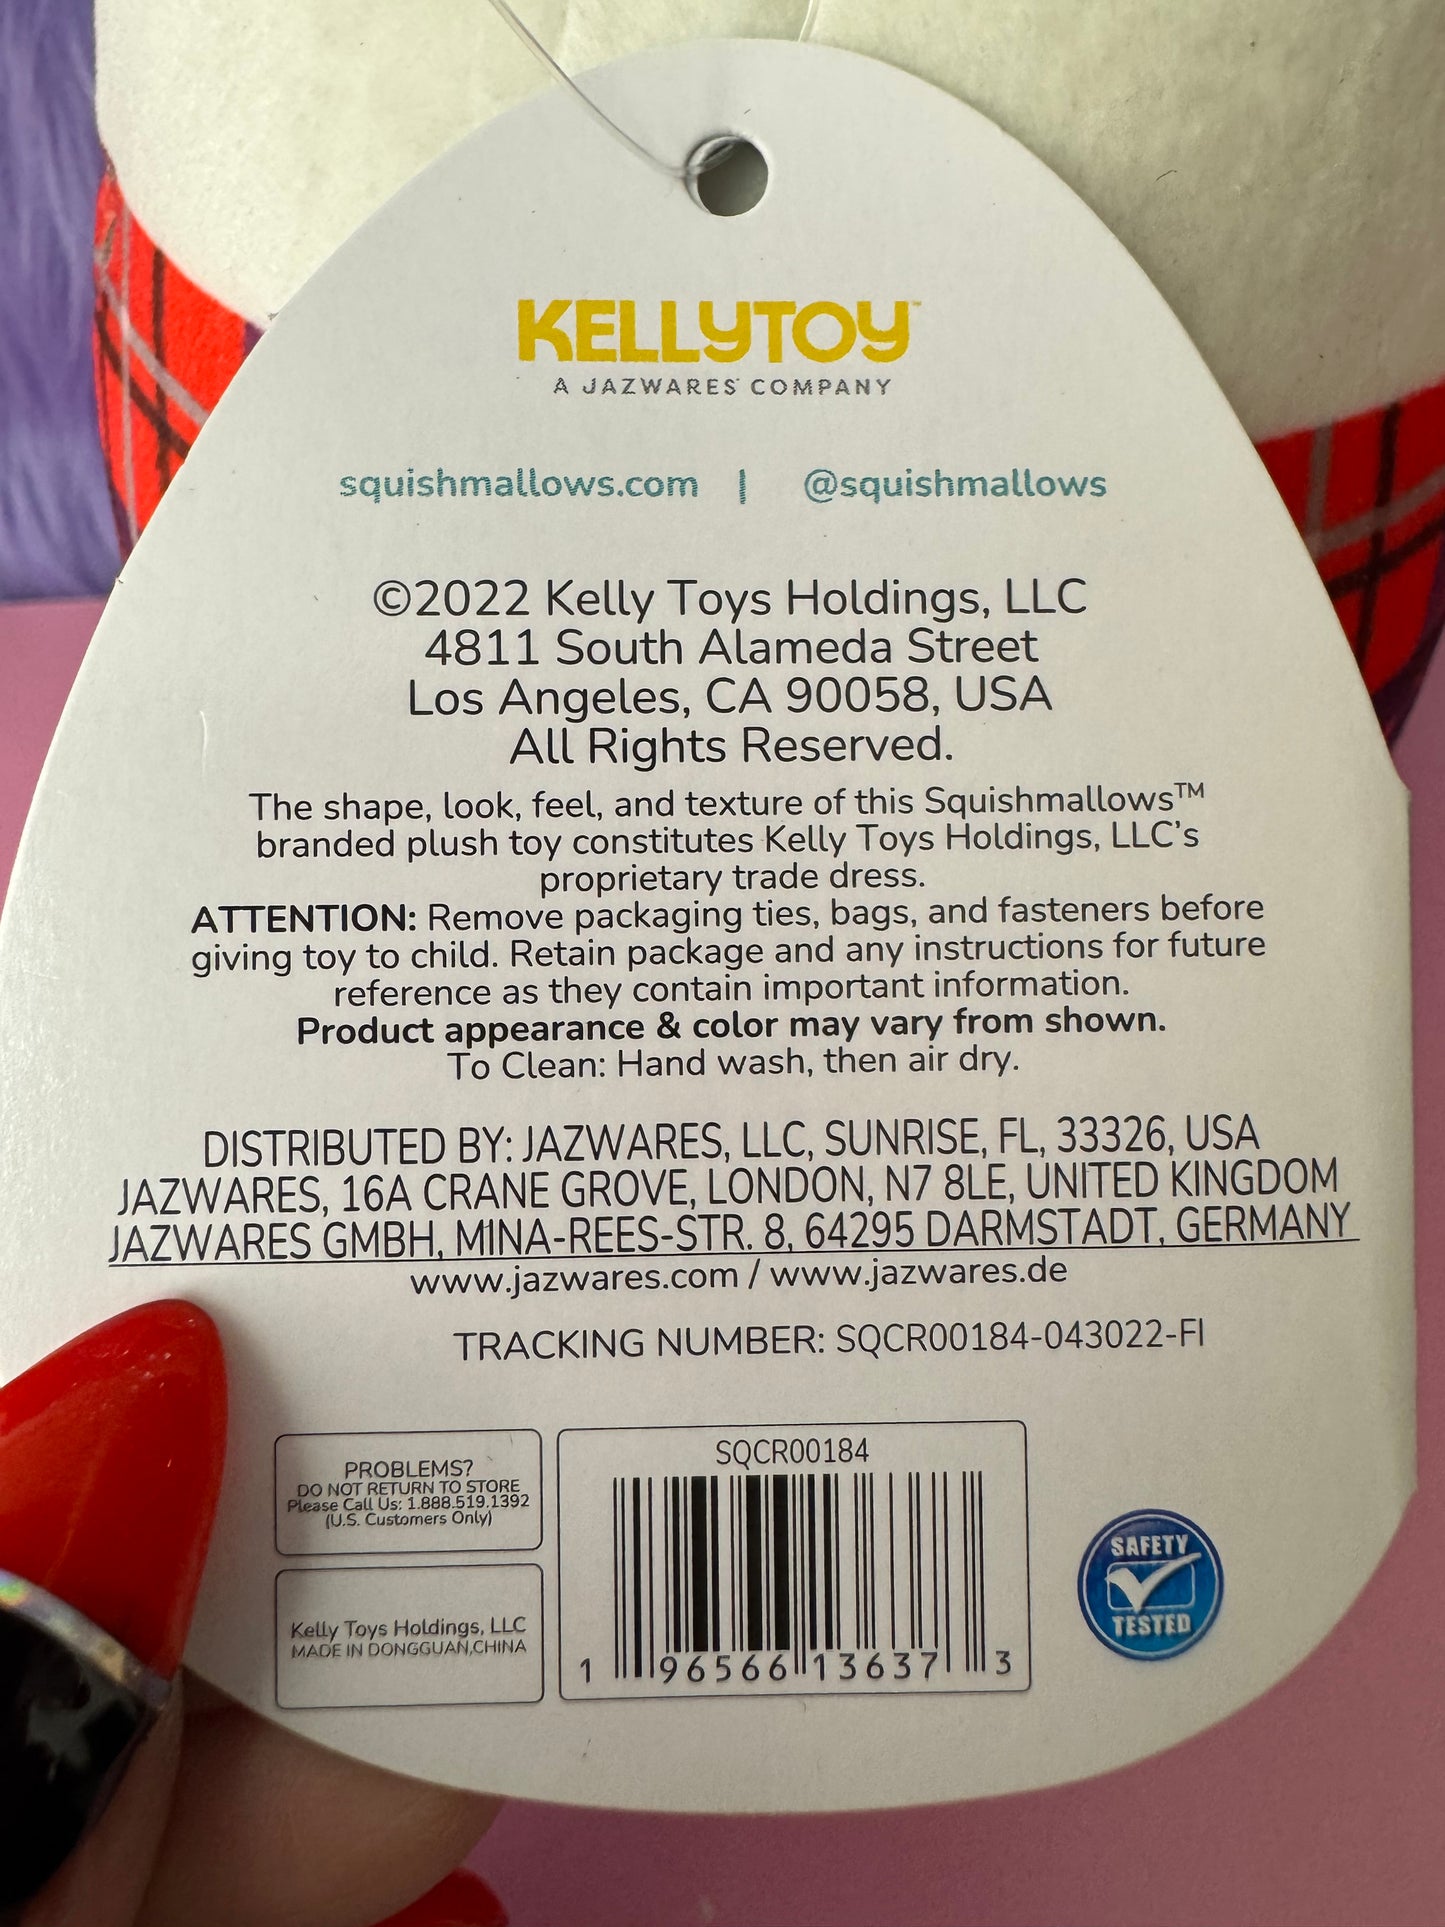 KELLYTOY™
A JAZWARES COMPANY
squishmallows.com | @squishmallows
©2022 Kelly Toys Holdings, LLC
4811 South Alameda Street
Los Angeles, CA 90058, USA
All Rights Reserved.
The shape, look, feel, and texture of this Squishmallows™
branded plush toy constitutes Kelly Toys Holdings, LLC's
proprietary trade dress.
ATTENTION: Remove packaging ties, bags, and fasteners before
giving toy to child. Retain package and any instructions for future
reference as they contain important information.
Product appearance & color may vary from shown.
To Clean: Hand wash, then air dry.
DISTRIBUTED BY: JAZWARES, LLC, SUNRISE, FL, 33326, USA
JAZWARES, 16A CRANE GROVE, LONDON, N7 8LE, UNITED KINGDOM
JAZWARES GMBH, MINA-REES-STR. 8, 64295 DARMSTADT, GERMANY
www.jazwares.com / www.jazwares.de
TRACKING NUMBER: SQCR00184-043022-FI
PROBLEMS?
DO NOT RETURN TO STORE
Please Call Us: 1.888.519.1392
(U.S. Customers Only)
Kelly Toys Holdings, LLC
MADE IN DONGGUAN,CHINA
SQCR00184
1 96566 13637 3
SAFETY
TESTED